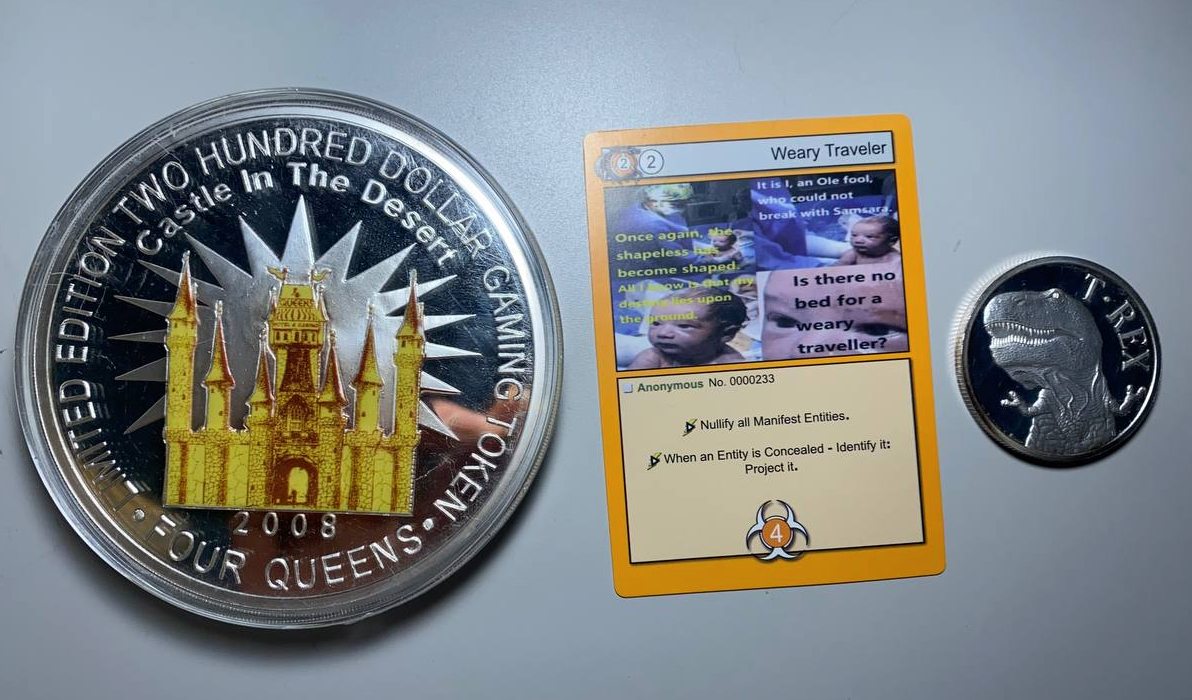 LIMITED EDITION TWO HUNDRED DOLLAR GAMING TOKEN
Castle In The Desert
QUEENS
2008
• FOUR QUEENS •
2 2 Weary Traveler
Once again, the
shapeless has
become shaped.
All I know is that my
destiny lies upon
the ground.
It is I, an Ole fool,
who could not
break with Samsara.
Is there no
bed for a
weary
traveller?
Anonymous No. 0000233
Nullify all Manifest Entities.
When an Entity is Concealed - Identify it:
Project it.
4
T·REX